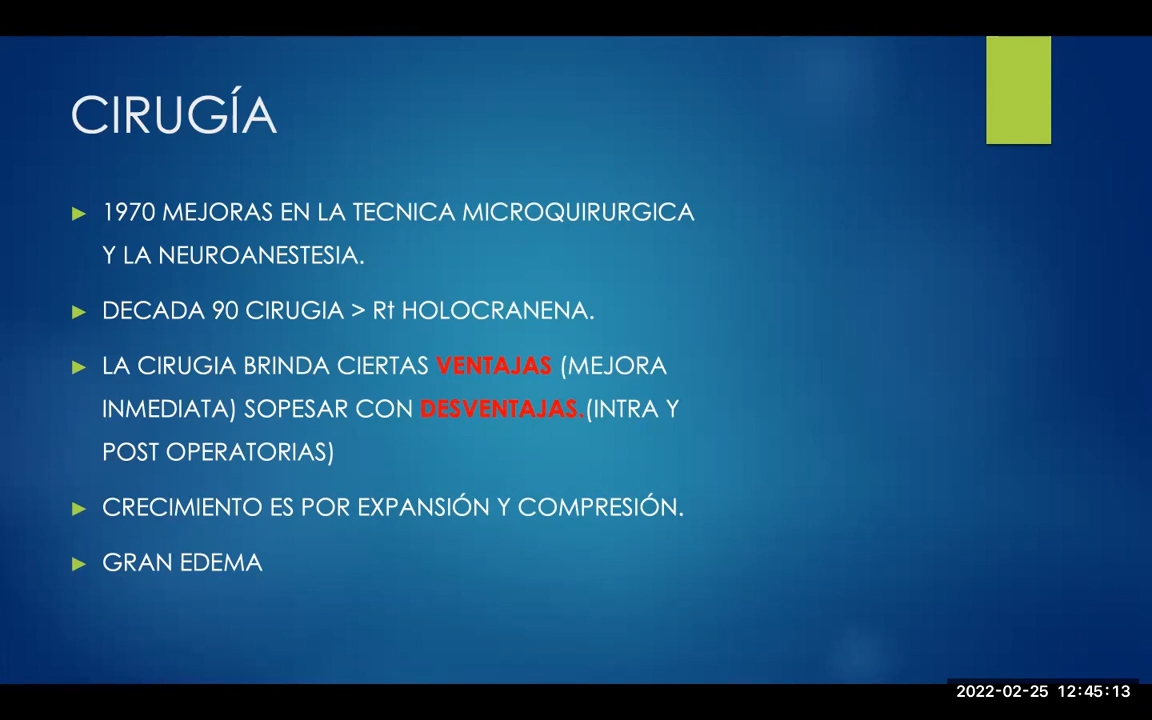 CIRUGÍA
► 1970 MEJORAS EN LA TECNICA MICROQUIRURGICA
Y LA NEUROANESTESIA.
► DECADA 90 CIRUGIA > Rt HOLOCRANENA.
► LA CIRUGIA BRINDA CIERTAS VENTAJAS (MEJORA
INMEDIATA) SOPESAR CON DESVENTAJAS.(INTRA Y
POST OPERATORIAS)
► CRECIMIENTO ES POR EXPANSIÓN Y COMPRESIÓN.
► GRAN EDEMA
2022-02-25 12:45:13